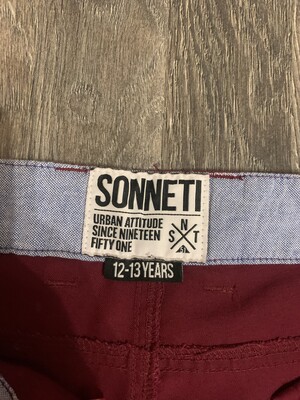 SONNETI
URBAN ATTITUDE
SINCE NINETEEN
FIFTY ONE
N
S T
12-13 YEARS